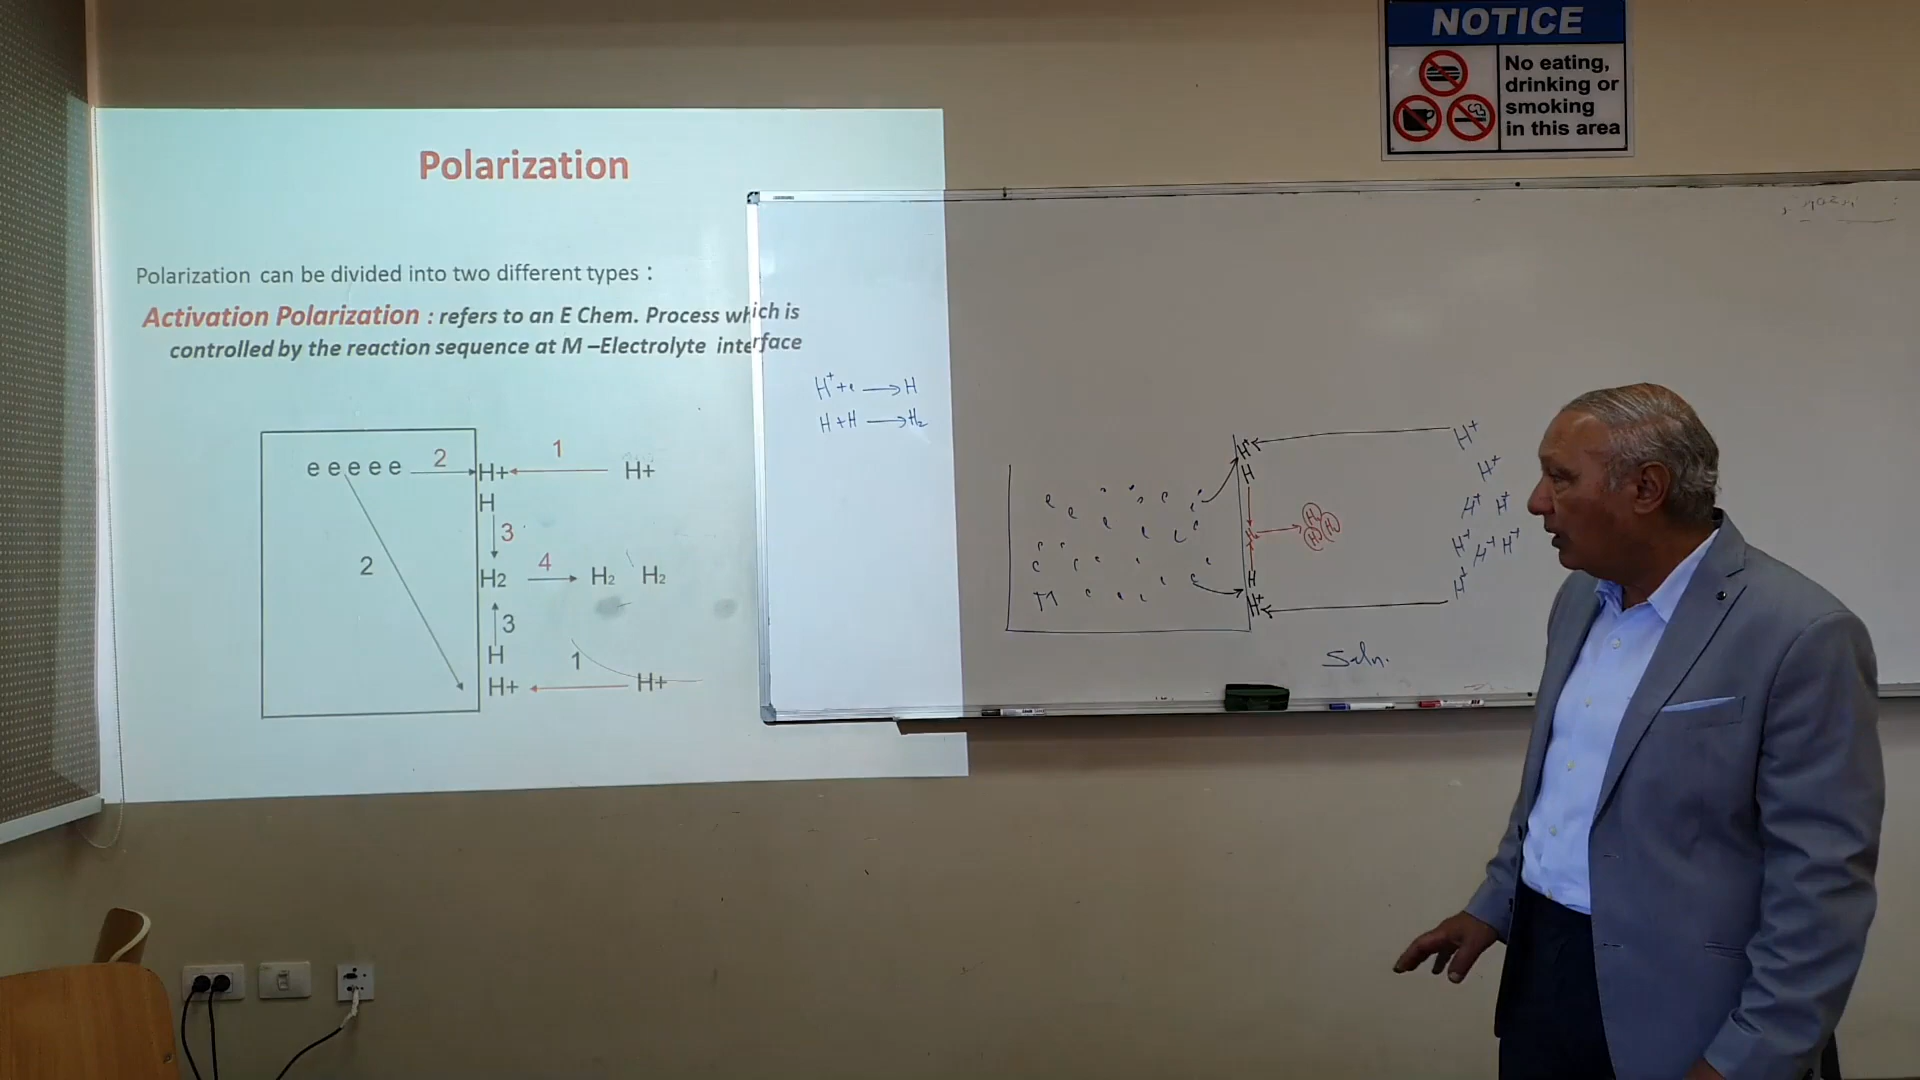 NOTICE
No eating,
drinking or
smoking
in this area
Polarization
Polarization can be divided into two different types :
Activation Polarization : refers to an E Chem. Process which is
controlled by the reaction sequence at M –Electrolyte interface
e e e e e 2 H+ 1 H+
H
3
2 H2 4 H₂ H₂
3
H
1
H+ H+
H⁺+e ⟶ H
H+H ⟶ H₂
H⁺ H⁺
H H⁺
H⁺ H⁺
H⁺ H⁺ H⁺
H H⁺
M H⁺
Soln.